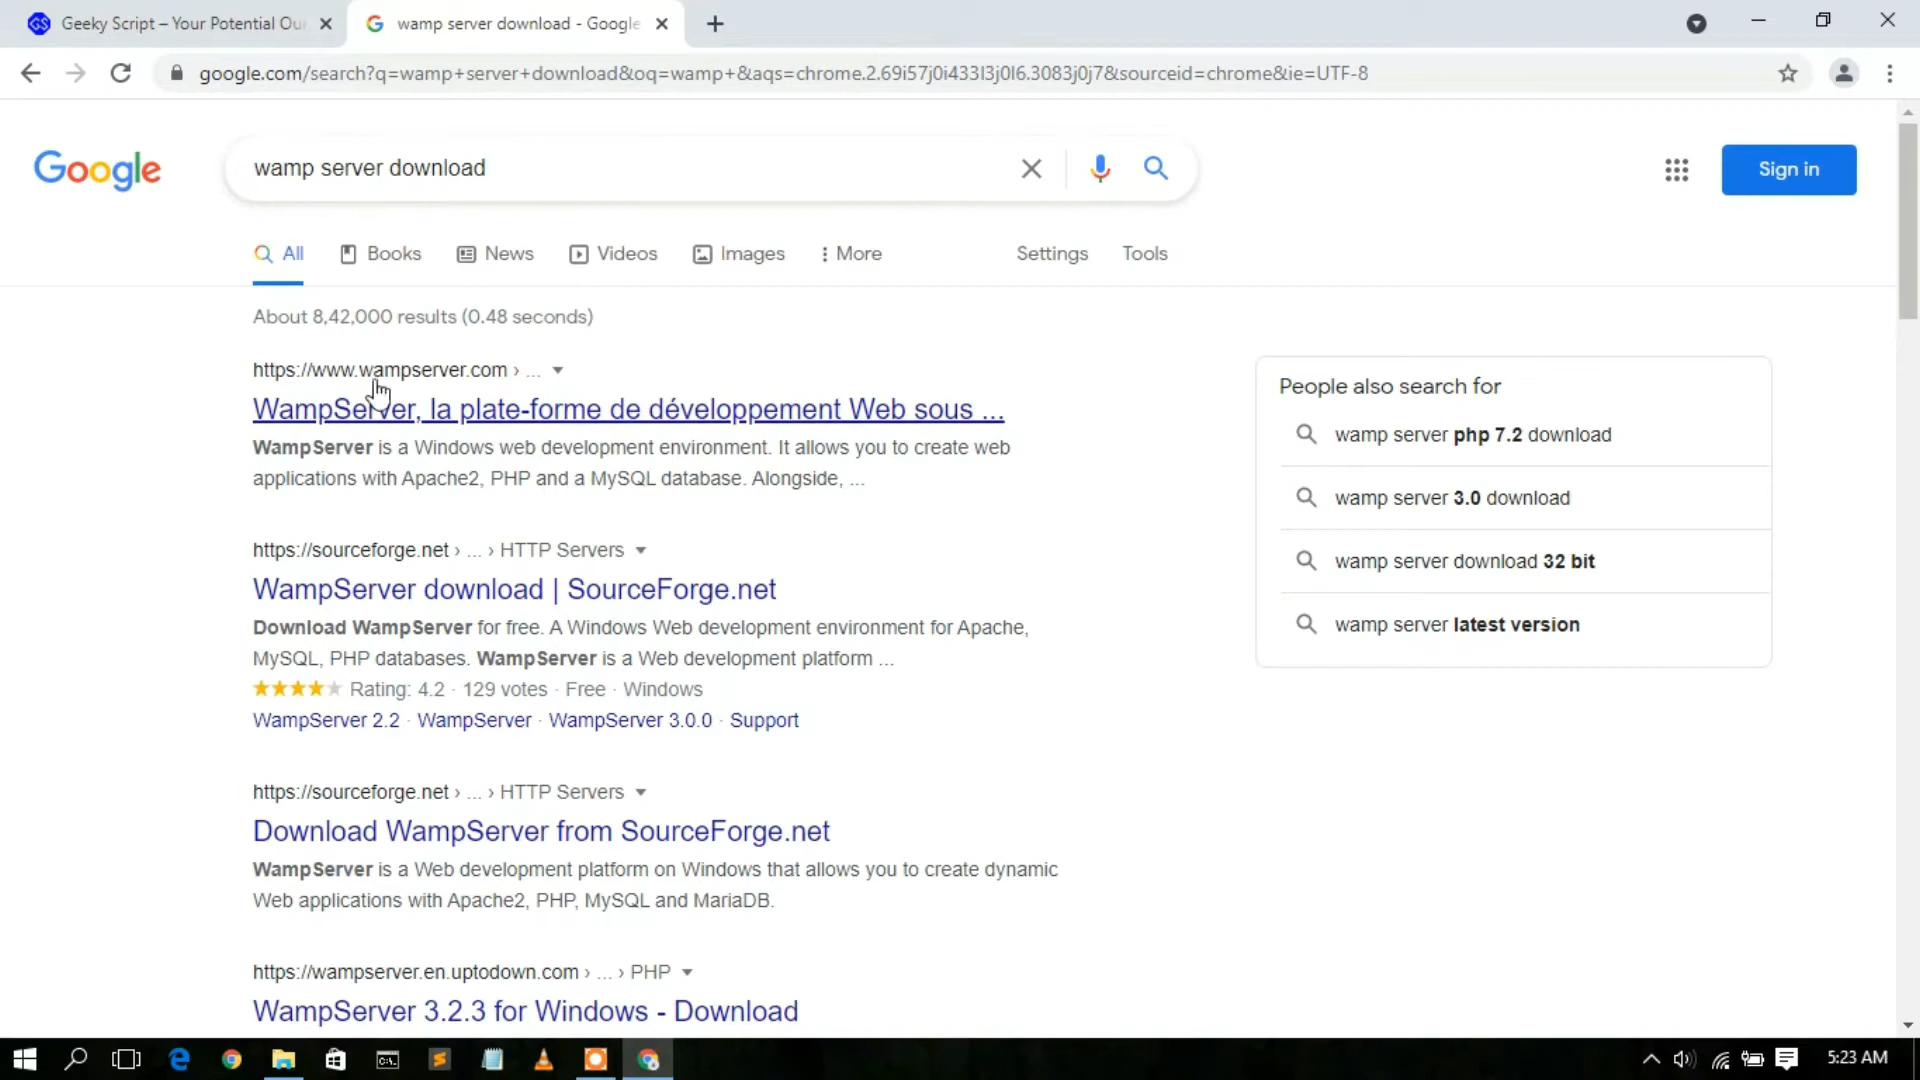 Geeky Script – Your Potential Ou
wamp server download - Google
google.com/search?q=wamp+server+download&oq=wamp+&aqs=chrome.2.69i57j0i433l3j0l6.3083j0j7&sourceid=chrome&ie=UTF-8
Google
wamp server download
Sign in
All
Books
News
Videos
Images
More
Settings
Tools
About 8,42,000 results (0.48 seconds)
https://www.wampserver.com › ...
WampServer, la plate-forme de développement Web sous ...
WampServer is a Windows web development environment. It allows you to create web
applications with Apache2, PHP and a MySQL database. Alongside, ...
https://sourceforge.net › ... › HTTP Servers
WampServer download | SourceForge.net
Download WampServer for free. A Windows Web development environment for Apache,
MySQL, PHP databases. WampServer is a Web development platform ...
Rating: 4.2 · 129 votes · Free · Windows
WampServer 2.2 · WampServer · WampServer 3.0.0 · Support
https://sourceforge.net › ... › HTTP Servers
Download WampServer from SourceForge.net
WampServer is a Web development platform on Windows that allows you to create dynamic
Web applications with Apache2, PHP, MySQL and MariaDB.
https://wampserver.en.uptodown.com › ... › PHP
WampServer 3.2.3 for Windows - Download
People also search for
wamp server php 7.2 download
wamp server 3.0 download
wamp server download 32 bit
wamp server latest version
5:23 AM